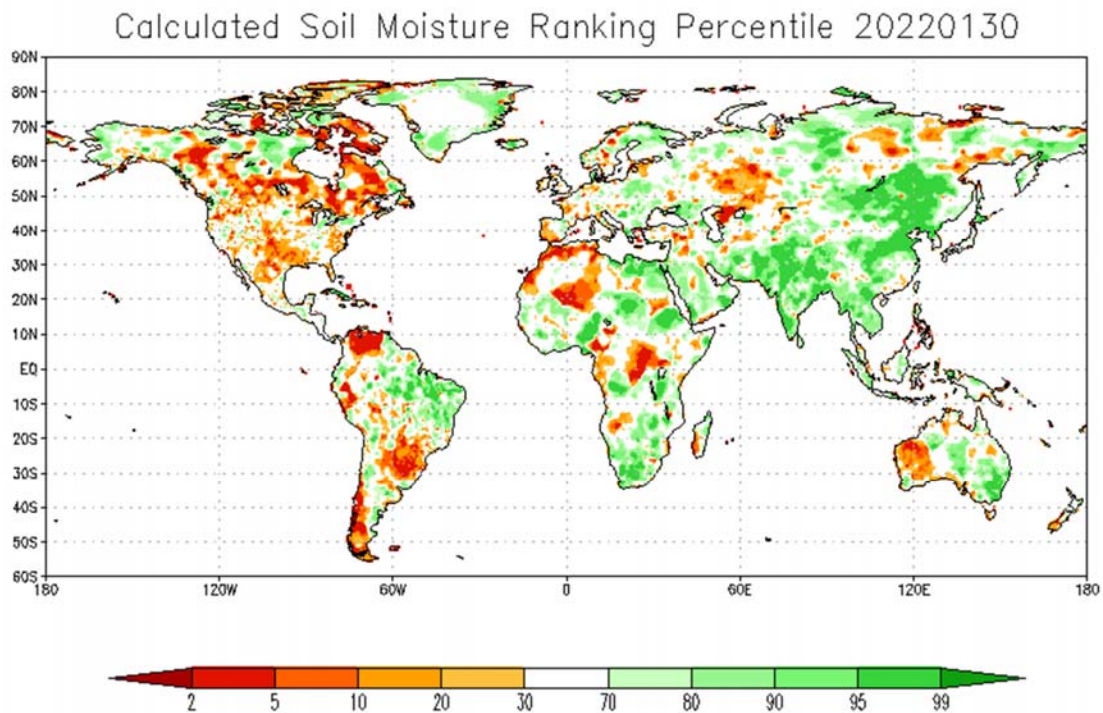 Calculated Soil Moisture Ranking Percentile 20220130
90N
80N
70N
60N
50N
40N
30N
20N
10N
EQ
10S
20S
30S
40S
50S
60S
180 120W 60W 0 60E 120E 180
2 5 10 20 30 70 80 90 95 99